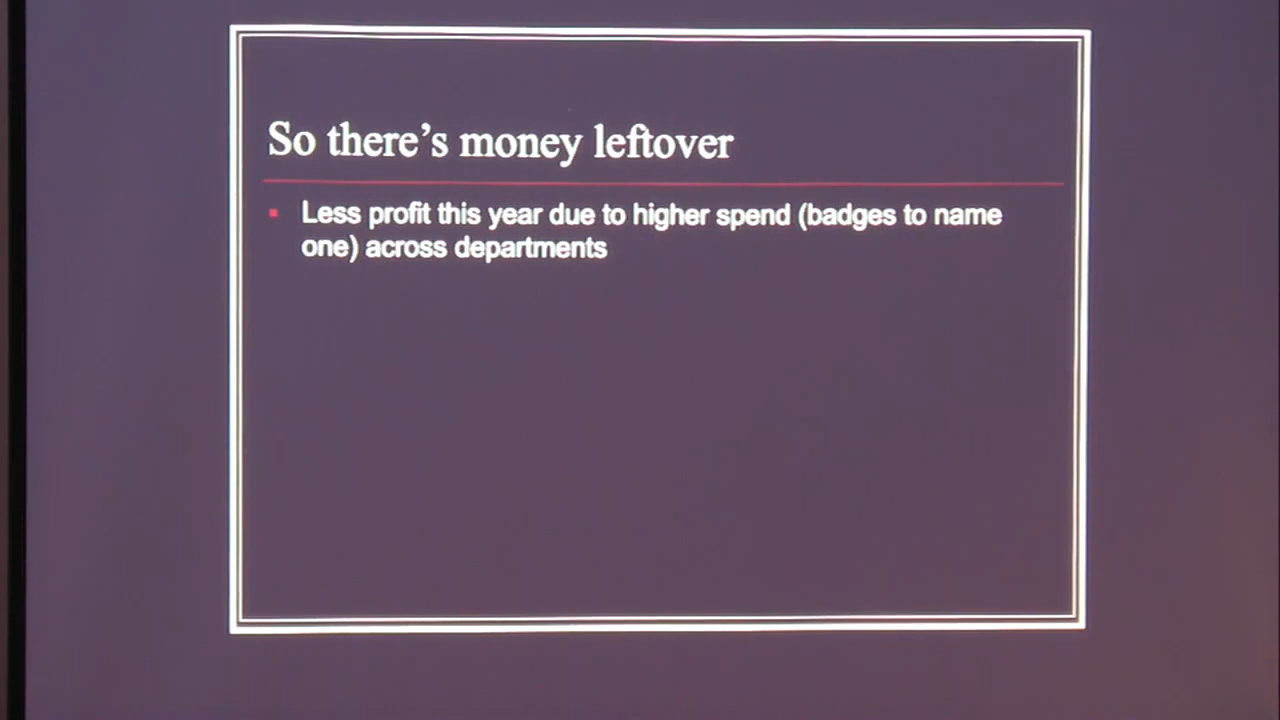 So there’s money leftover
Less profit this year due to higher spend (badges to name
one) across departments